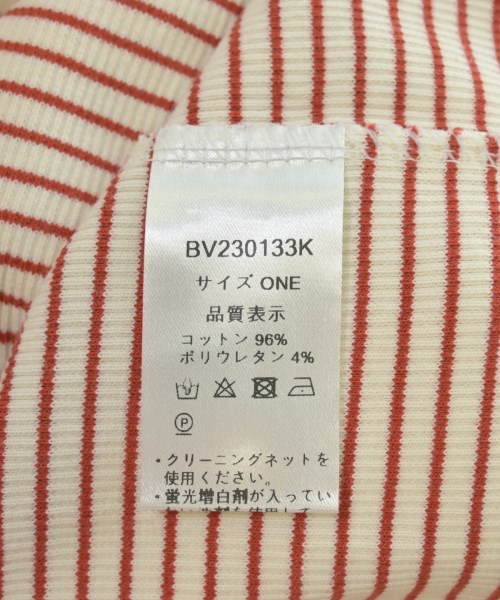 BV230133K
サイズ ONE
品質表示
コットン 96%
ポリウレタン 4%
P
・クリーニングネットを
使用ください。
・蛍光増白剤が入ってい